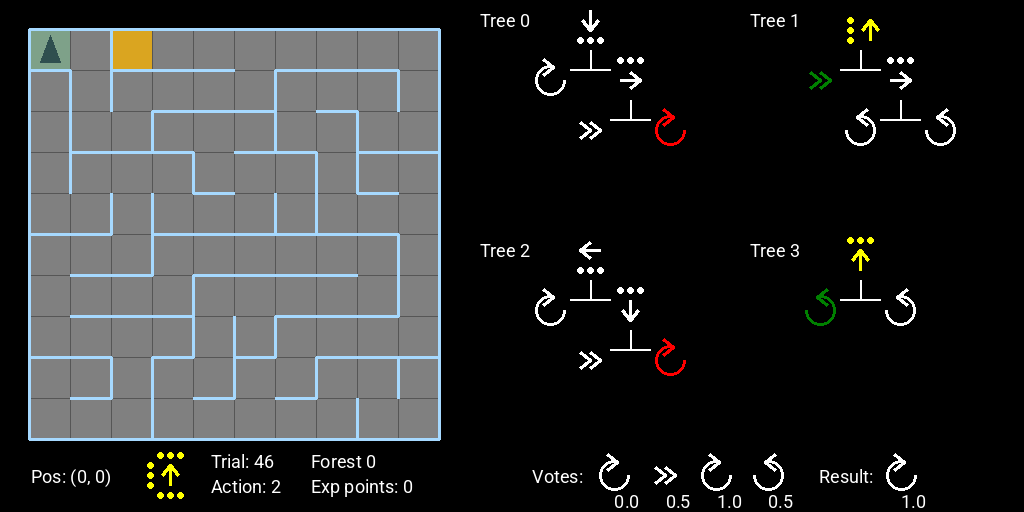 Tree 0
Tree 1
Tree 2
Tree 3
Pos: (0, 0)
Trial: 46
Forest 0
Action: 2
Exp points: 0
Votes:
0.0
0.5
1.0
0.5
Result:
1.0